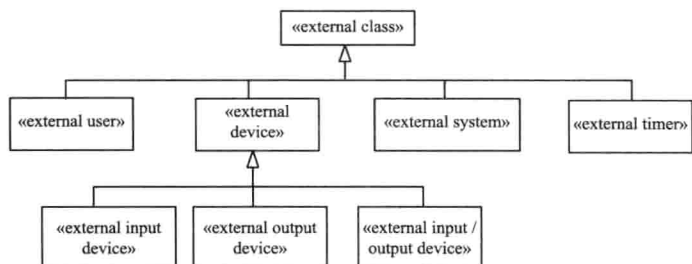 «external class»
«external user»
«external
device»
«external system»
«external timer»
«external input
device»
«external output
device»
«external input /
output device»